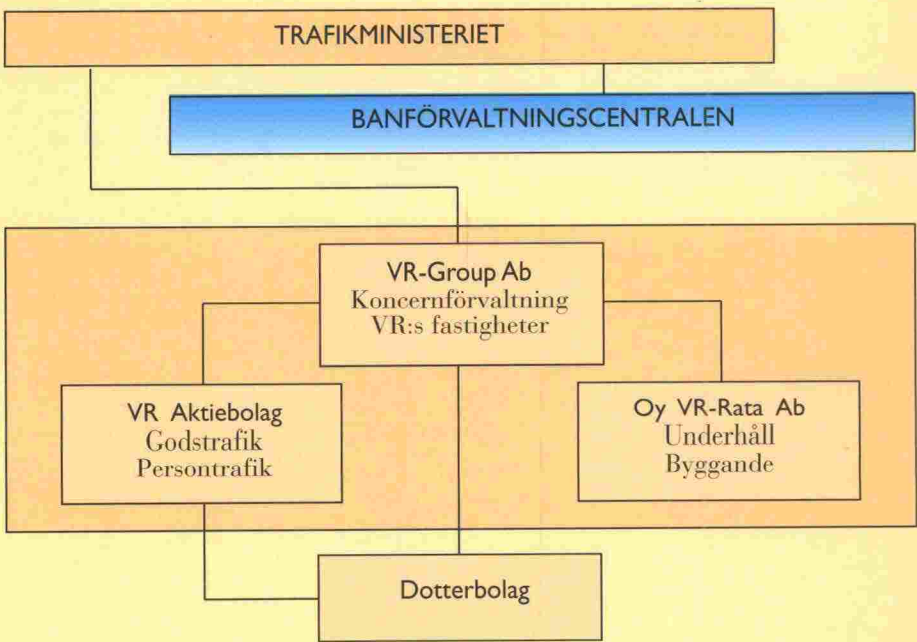 TRAFIKMINISTERIET
BANFÖRVALTNINGSCENTRALEN
VR-Group Ab
Koncernförvaltning
VR:s fastigheter
VR Aktiebolag
Godstrafik
Persontrafik
Oy VR-Rata Ab
Underhåll
Byggande
Dotterbolag